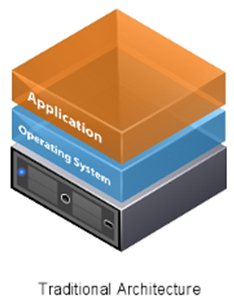 Application
Operating System
Traditional Architecture